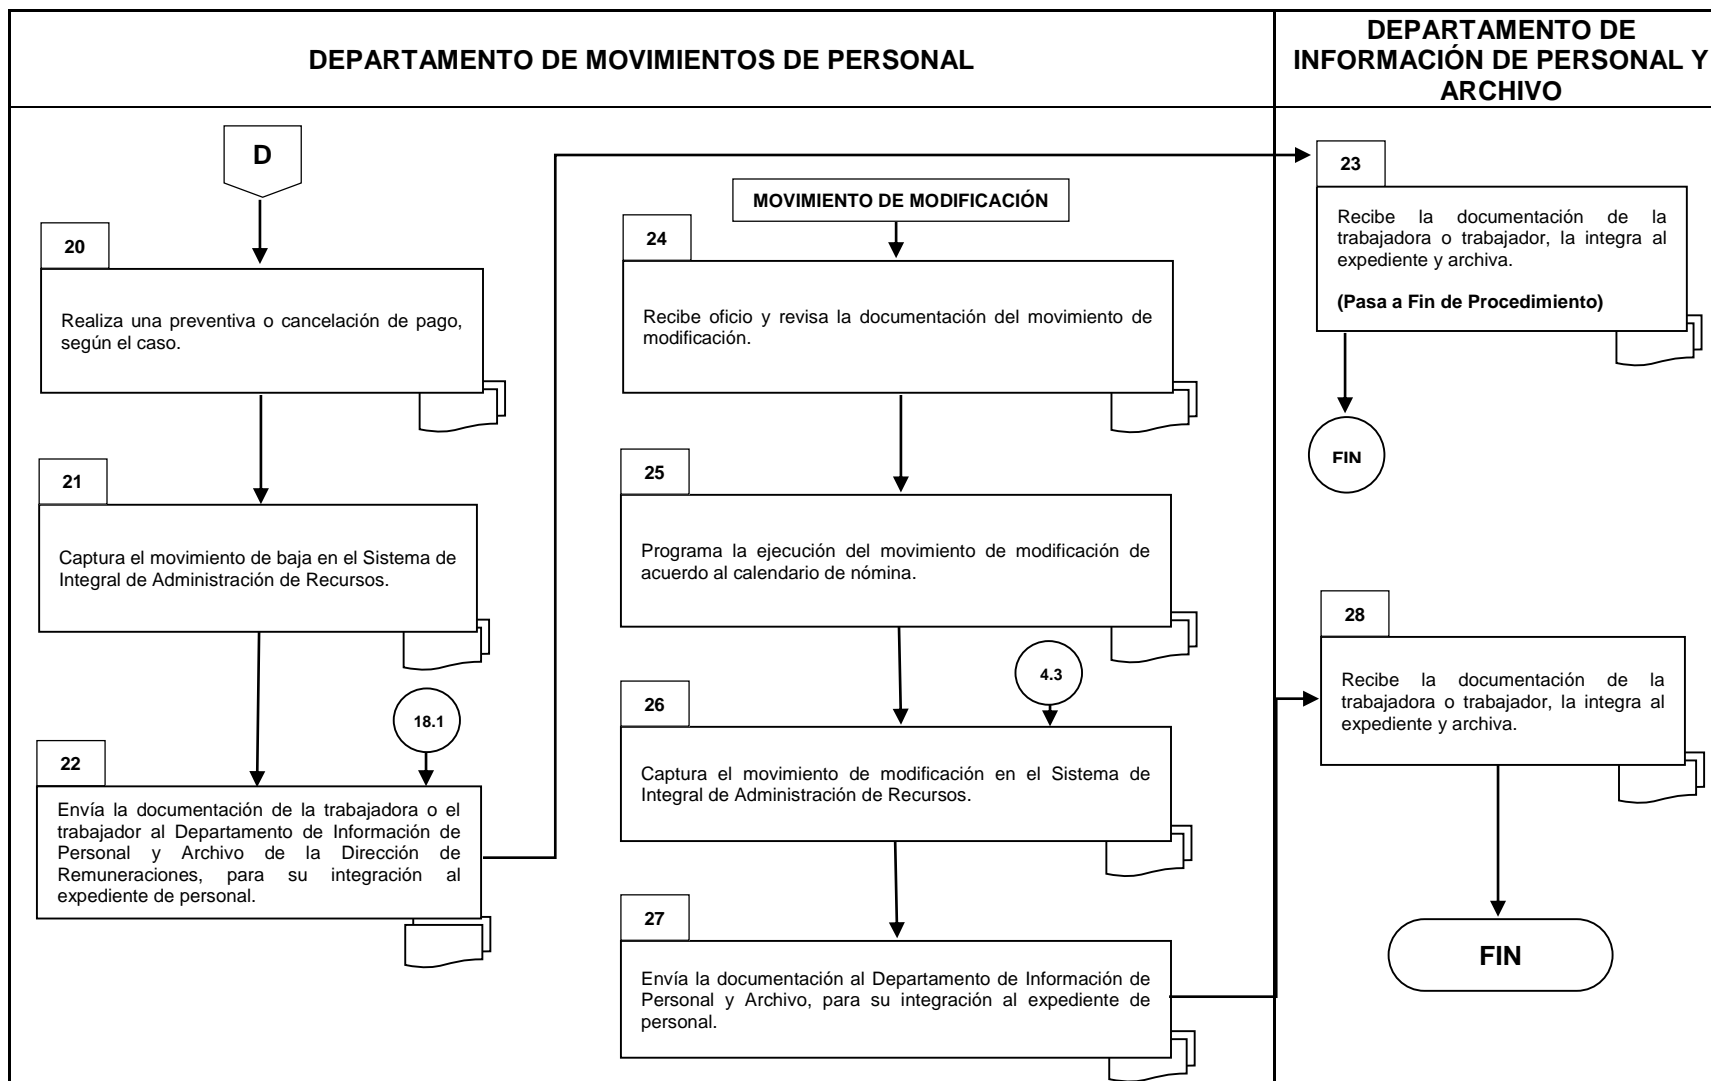 DEPARTAMENTO DE MOVIMIENTOS DE PERSONAL
DEPARTAMENTO DE
INFORMACIÓN DE PERSONAL Y
ARCHIVO
D
20
Realiza una preventiva o cancelación de pago,
según el caso.
21
Captura el movimiento de baja en el Sistema de
Integral de Administración de Recursos.
18.1
22
Envía la documentación de la trabajadora o el
trabajador al Departamento de Información de
Personal y Archivo de la Dirección de
Remuneraciones, para su integración al
expediente de personal.
MOVIMIENTO DE MODIFICACIÓN
24
Recibe oficio y revisa la documentación del movimiento de
modificación.
25
Programa la ejecución del movimiento de modificación de
acuerdo al calendario de nómina.
4.3
26
Captura el movimiento de modificación en el Sistema de
Integral de Administración de Recursos.
27
Envía la documentación al Departamento de Información de
Personal y Archivo, para su integración al expediente de
personal.
23
Recibe la documentación de la
trabajadora o trabajador, la integra al
expediente y archiva.
(Pasa a Fin de Procedimiento)
FIN
28
Recibe la documentación de la
trabajadora o trabajador, la integra al
expediente y archiva.
FIN